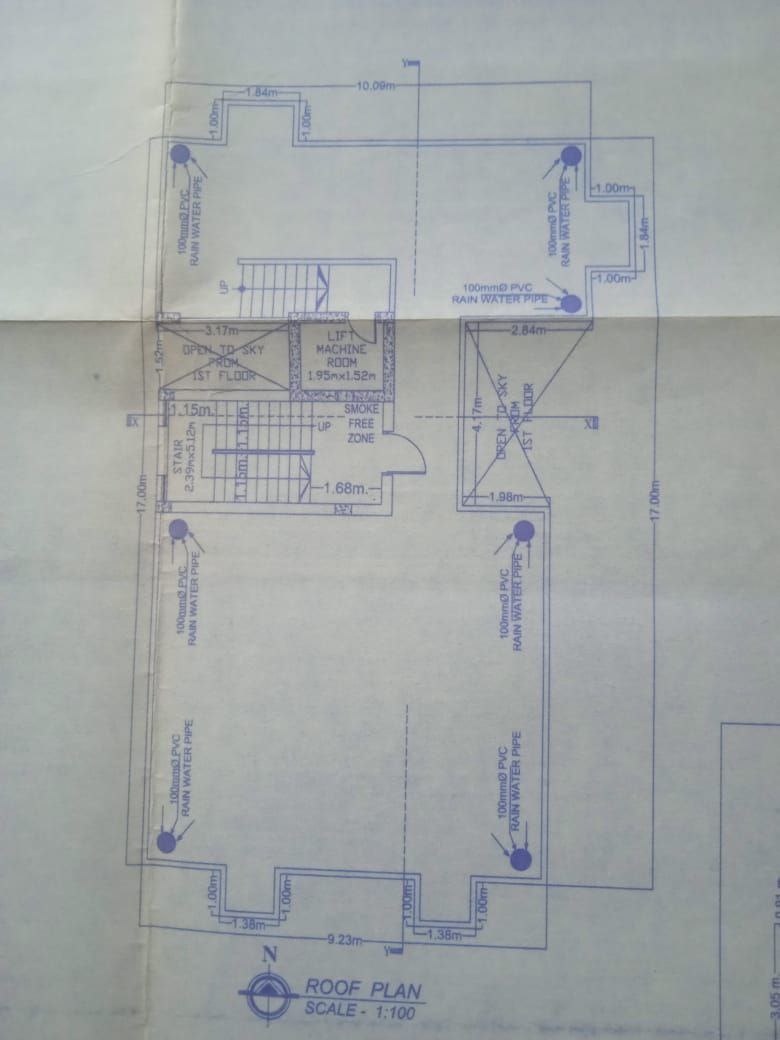 Y
10.09m
1.84m
1.00m
1.00m
100mmØ PVC
RAIN WATER PIPE
100mmØ PVC
RAIN WATER PIPE
1.00m
1.84m
1.00m
UP
100mmØ PVC
RAIN WATER PIPE
3.17m
1.52m
OPEN TO SKY
FROM
1ST FLOOR
LIFT
MACHINE
ROOM
1.95mx1.52m
2.84m
OPEN TO SKY
FROM
1ST FLOOR
4.17m
1.98m
X
X
1.15m.
1.15m.
1.15m.
UP
SMOKE
FREE
ZONE
STAIR
2.39mx5.12m
1.68m.
17.00m
17.00m
100mmØ PVC
RAIN WATER PIPE
100mmØ PVC
RAIN WATER PIPE
100mmØ PVC
RAIN WATER PIPE
100mmØ PVC
RAIN WATER PIPE
1.00m
1.00m
1.38m
1.00m
1.00m
1.38m
9.23m
Y
N
ROOF PLAN
SCALE - 1:100
3.05 m